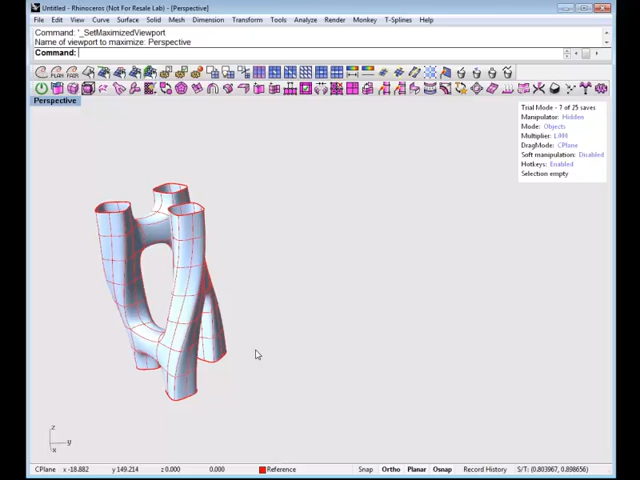 Untitled - Rhinoceros (Not For Resale Lab) - [Perspective]
File Edit View Curve Surface Solid Mesh Dimension Transform Tools Analyze Render Monkey T-Splines Help
Command: '_SetMaximizedViewport
Name of viewport to maximize: Perspective
Command:
Perspective
Trial Mode - 7 of 25 saves
Manipulator: Hidden
Mode: Objects
Multiplier: 1.000
DragMode: CPlane
Soft manipulation: Disabled
Hotkeys: Enabled
Selection empty
z
y
x
CPlane x -18.882 y 149.214 z 0.000 0.000 Reference Snap Ortho Planar Osnap Record History S/T: (0.803967, 0.898656)